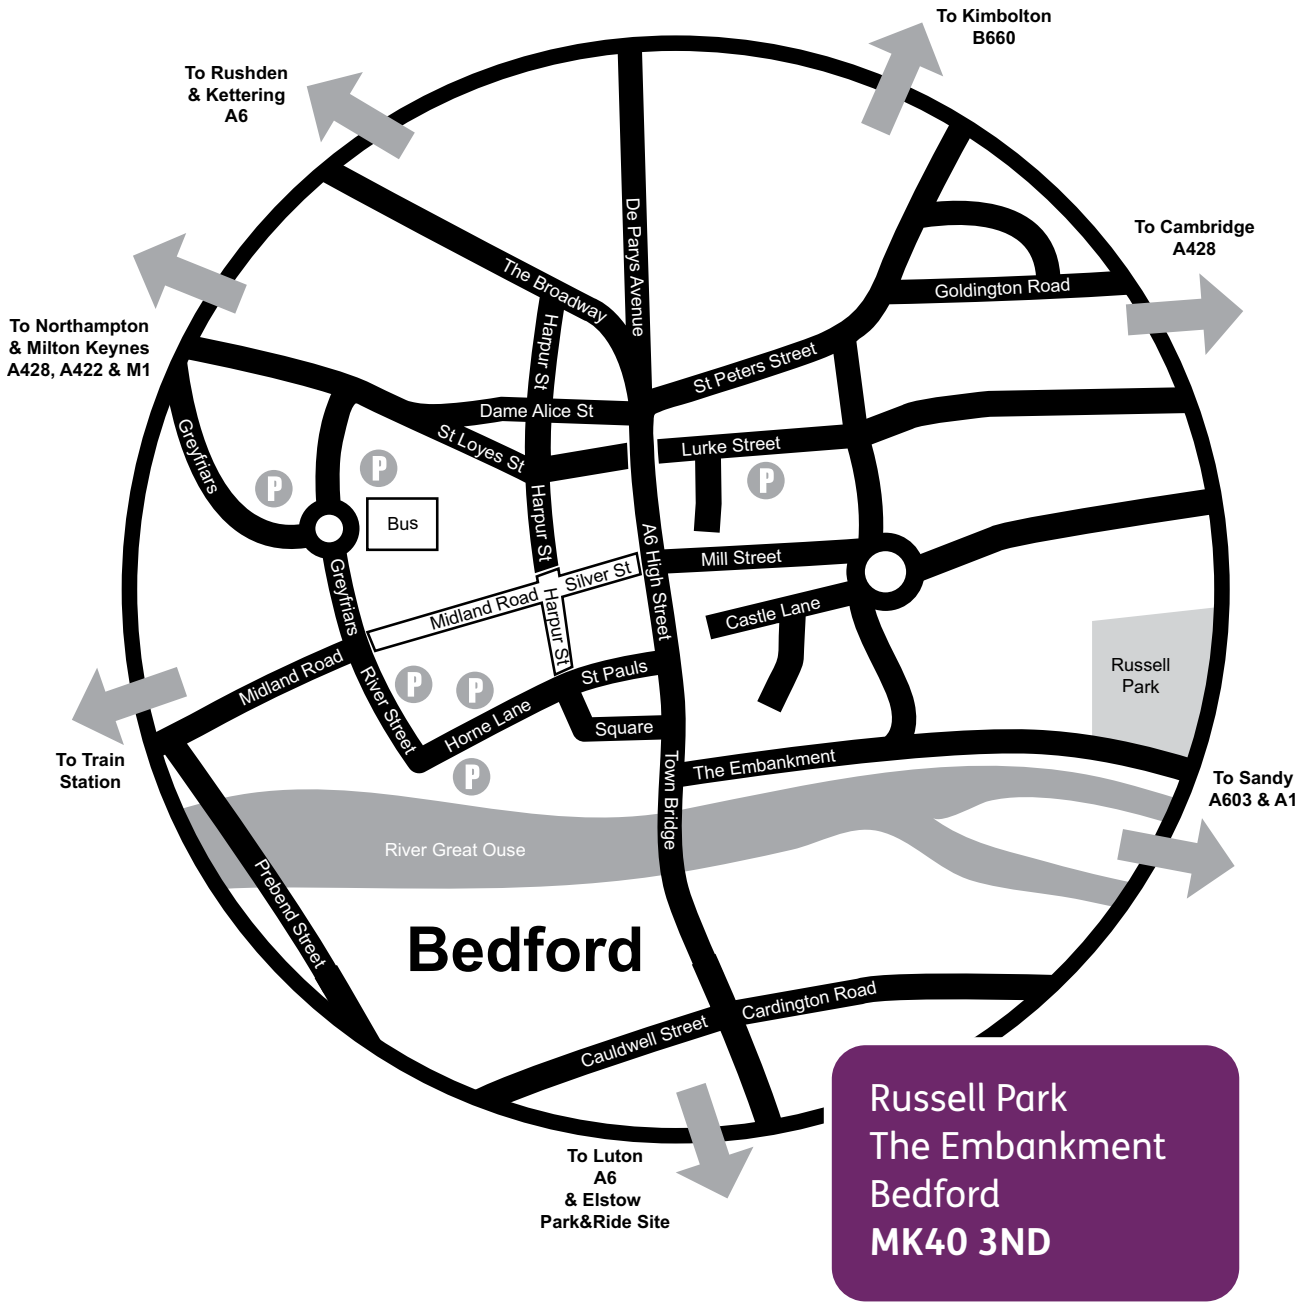 To Kimbolton
B660
To Rushden
& Kettering
A6
De Parys Avenue
To Cambridge
A428
The Broadway
Goldington Road
To Northampton
& Milton Keynes
A428, A422 & M1
Harpur St
St Peters Street
Dame Alice St
Greyfriars
St Loyes St
Lurke Street
P
P
P
Bus
Harpur St
A6 High Street
Mill Street
Greyfriars
Midland Road
Silver St
Harpur St
Castle Lane
Russell
Park
Midland Road
River Street
P
P
St Pauls
Horne Lane
Square
P
Town Bridge
The Embankment
To Train
Station
To Sandy
A603 & A1
River Great Ouse
Prebend Street
Bedford
Cauldwell Street
Cardington Road
Russell Park
The Embankment
Bedford
MK40 3ND
To Luton
A6
& Elstow
Park&Ride Site